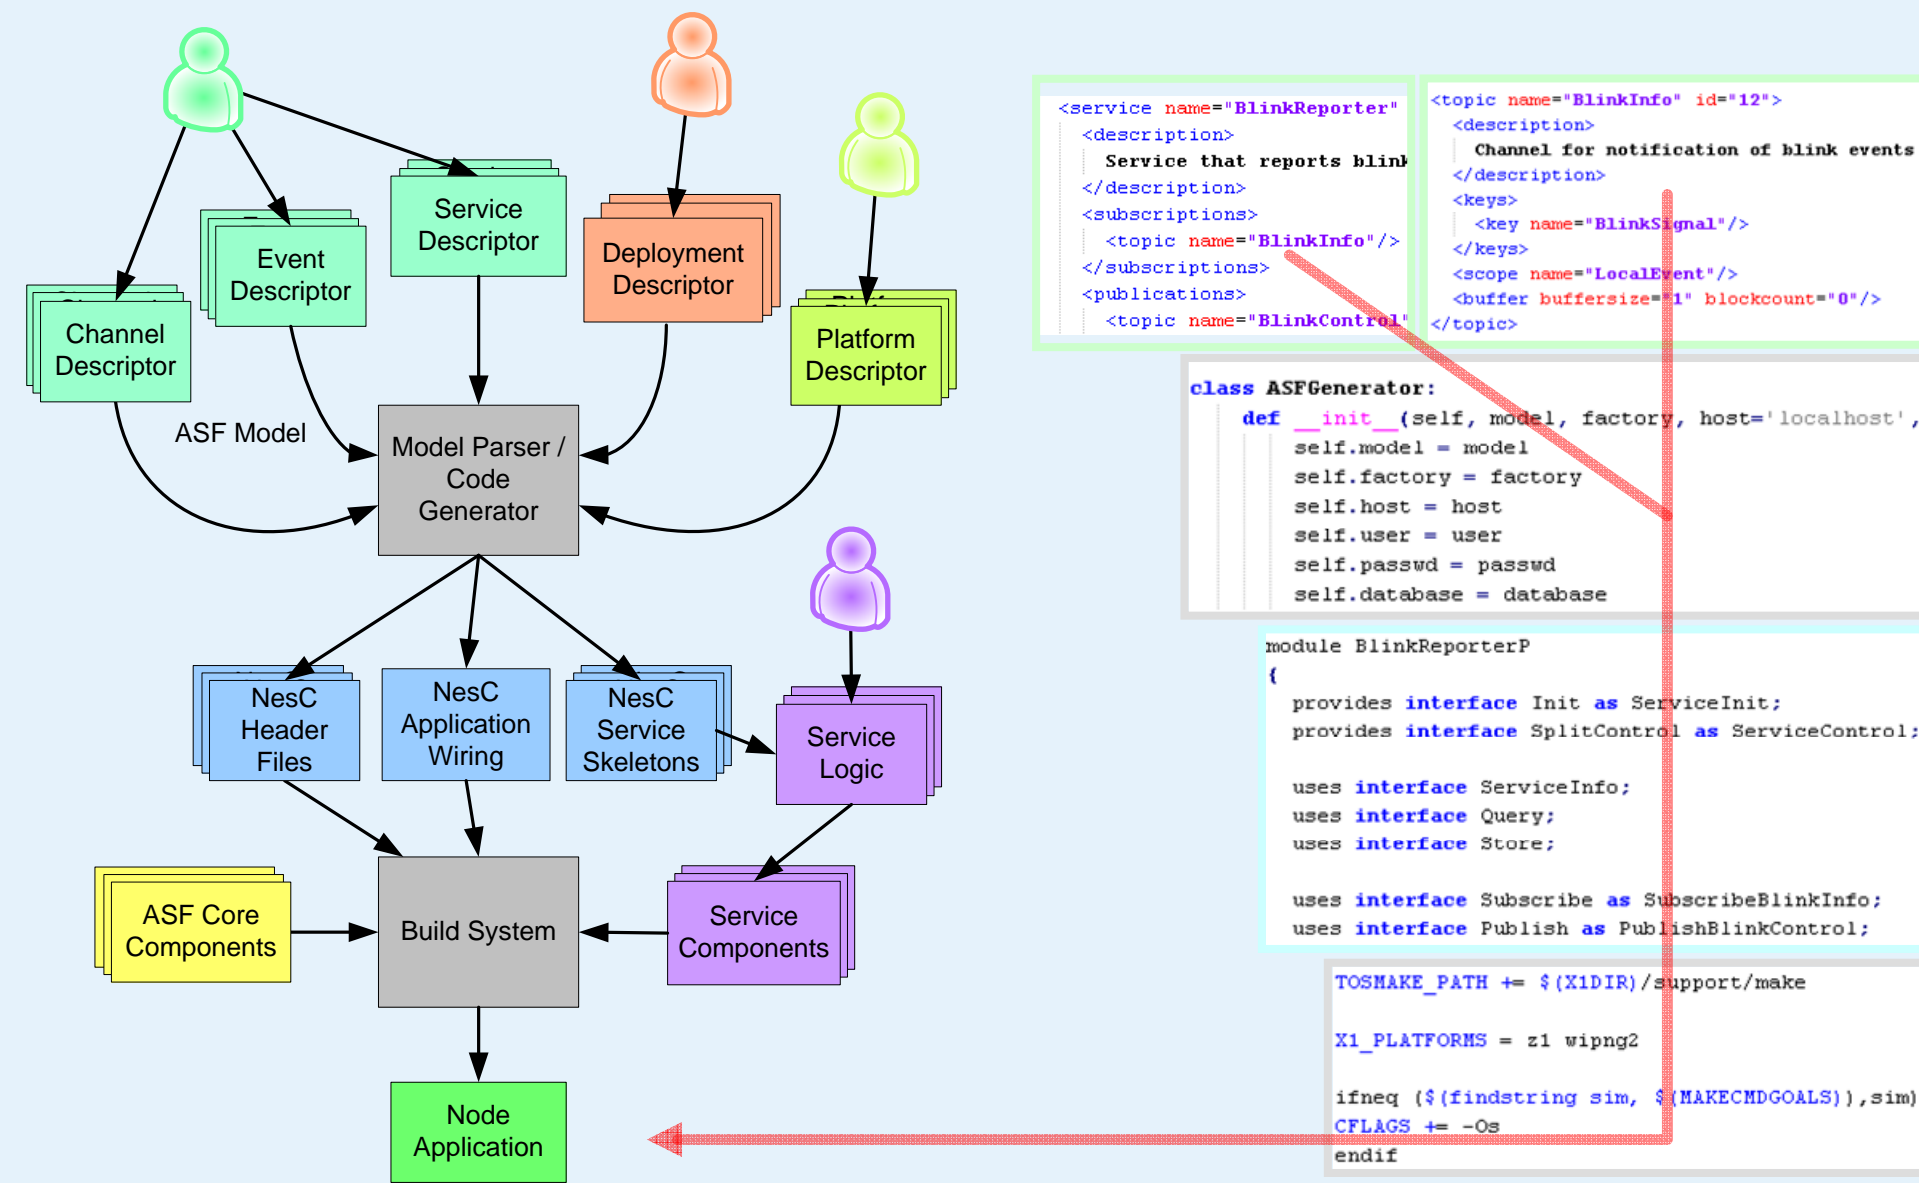 Service
Descriptor
Event
Descriptor
Deployment
Descriptor
Channel
Descriptor
Platform
Descriptor
ASF Model
Model Parser /
Code
Generator
NesC
Header
Files
NesC
Application
Wiring
NesC
Service
Skeletons
Service
Logic
ASF Core
Components
Build System
Service
Components
Node
Application
<service name="BlinkReporter"
<description>
Service that reports blink
</description>
<subscriptions>
<topic name="BlinkInfo"/>
</subscriptions>
<publications>
<topic name="BlinkControl"
<topic name="BlinkInfo" id="12">
<description>
Channel for notification of blink events
</description>
<keys>
<key name="BlinkSignal"/>
</keys>
<scope name="LocalEvent"/>
<buffer buffersize="1" blockcount="0"/>
</topic>
class ASFGenerator:
def __init__(self, model, factory, host='localhost',
self.model = model
self.factory = factory
self.host = host
self.user = user
self.passwd = passwd
self.database = database
module BlinkReporterP
{
provides interface Init as ServiceInit;
provides interface SplitControl as ServiceControl;
uses interface ServiceInfo;
uses interface Query;
uses interface Store;
uses interface Subscribe as SubscribeBlinkInfo;
uses interface Publish as PublishBlinkControl;
TOSMAKE_PATH += $(X1DIR)/support/make
X1_PLATFORMS = z1 wipng2
ifneq ($(findstring sim, $(MAKECMDGOALS)),sim)
CFLAGS += -Os
endif